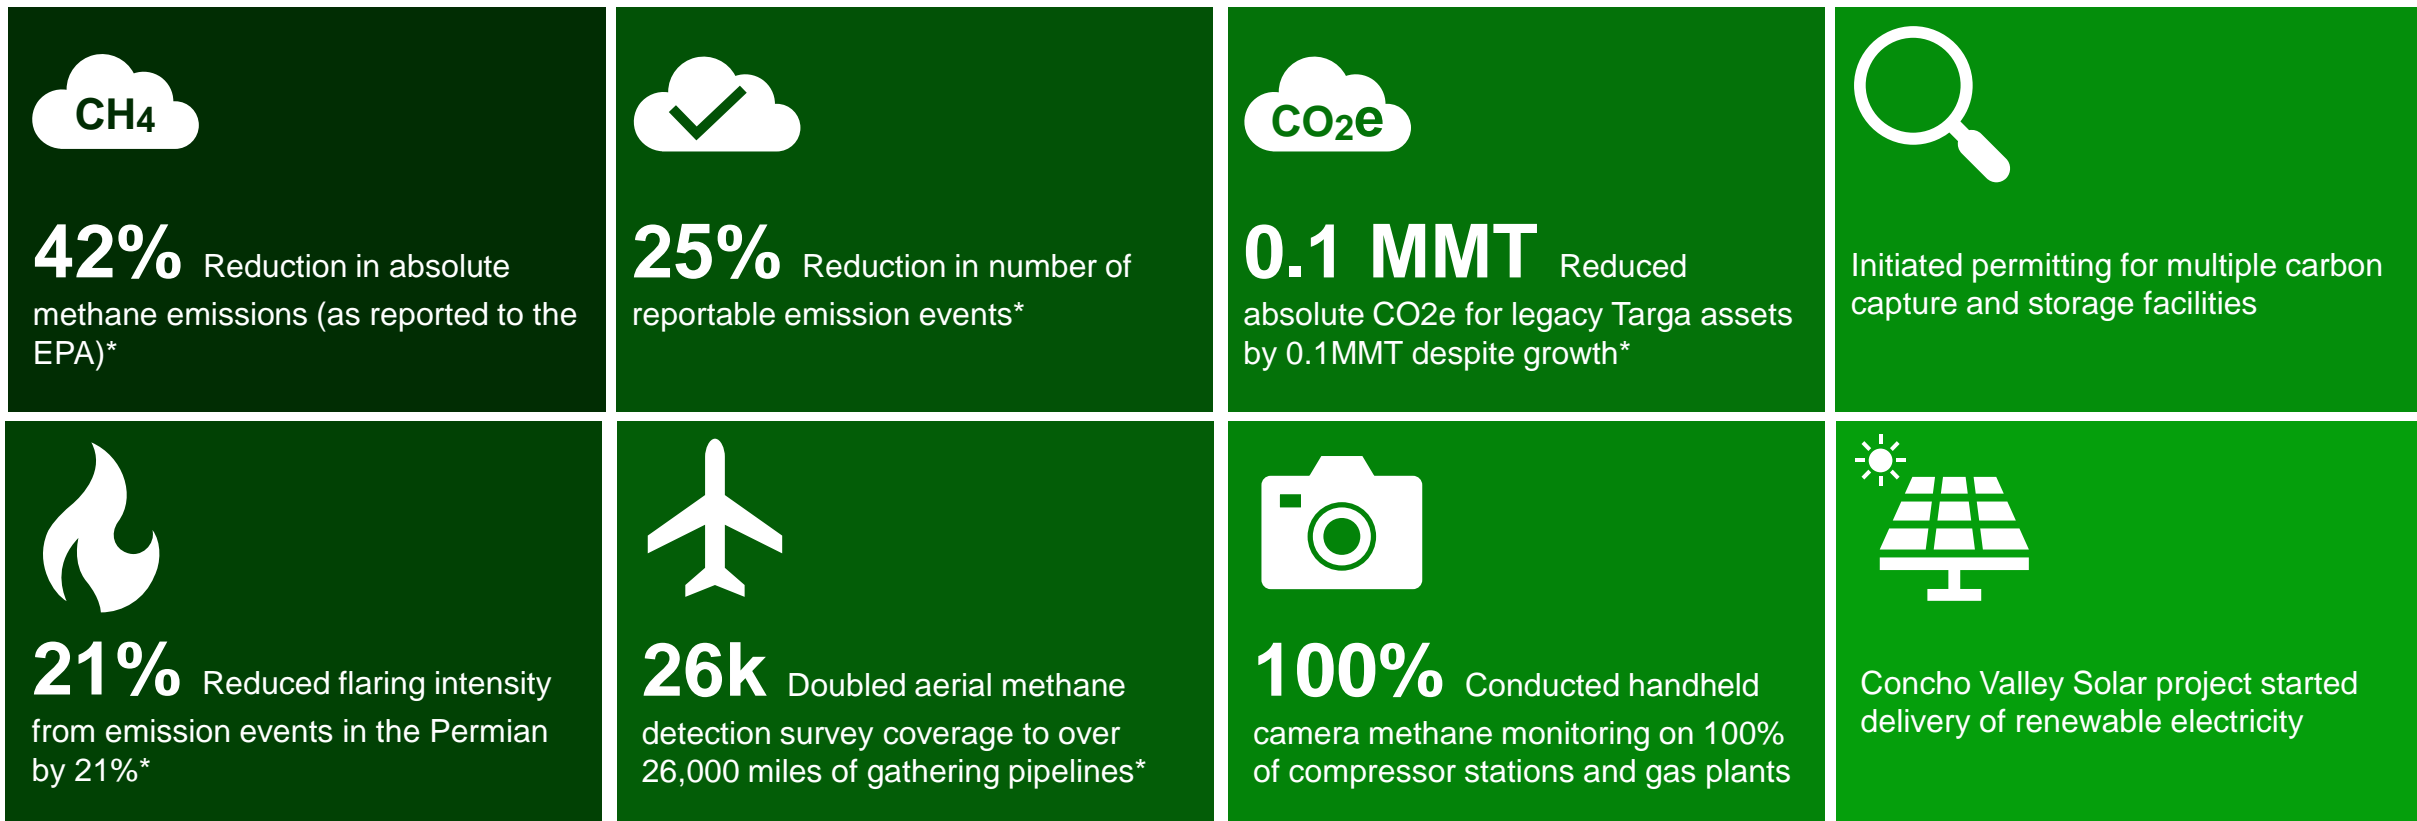 CH4
42% Reduction in absolute
methane emissions (as reported to the
EPA)*
25% Reduction in number of
reportable emission events*
CO2e
0.1 MMT Reduced
absolute CO2e for legacy Targa assets
by 0.1MMT despite growth*
Initiated permitting for multiple carbon
capture and storage facilities
21% Reduced flaring intensity
from emission events in the Permian
by 21%*
26k Doubled aerial methane
detection survey coverage to over
26,000 miles of gathering pipelines*
100% Conducted handheld
camera methane monitoring on 100%
of compressor stations and gas plants
Concho Valley Solar project started
delivery of renewable electricity